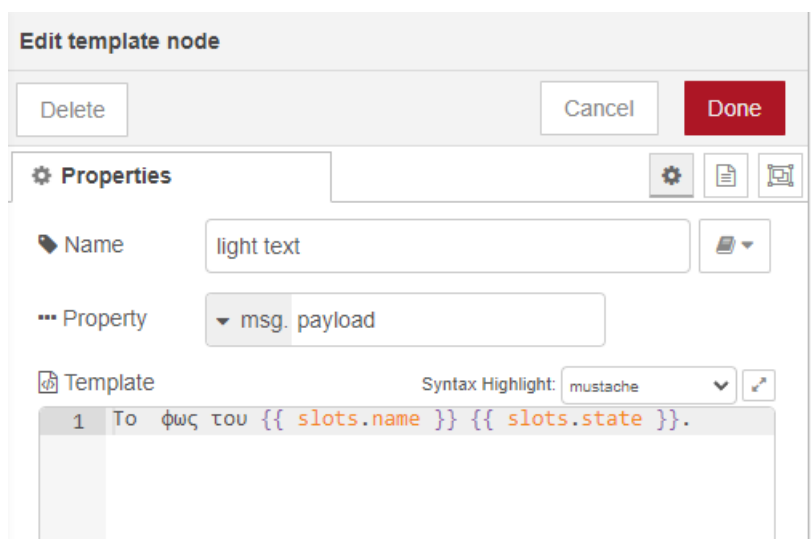 Edit template node
Delete
Cancel
Done
Properties
Name
light text
Property
msg. payload
Template
Syntax Highlight:
mustache
1
Το  φως του {{ slots.name }} {{ slots.state }}.